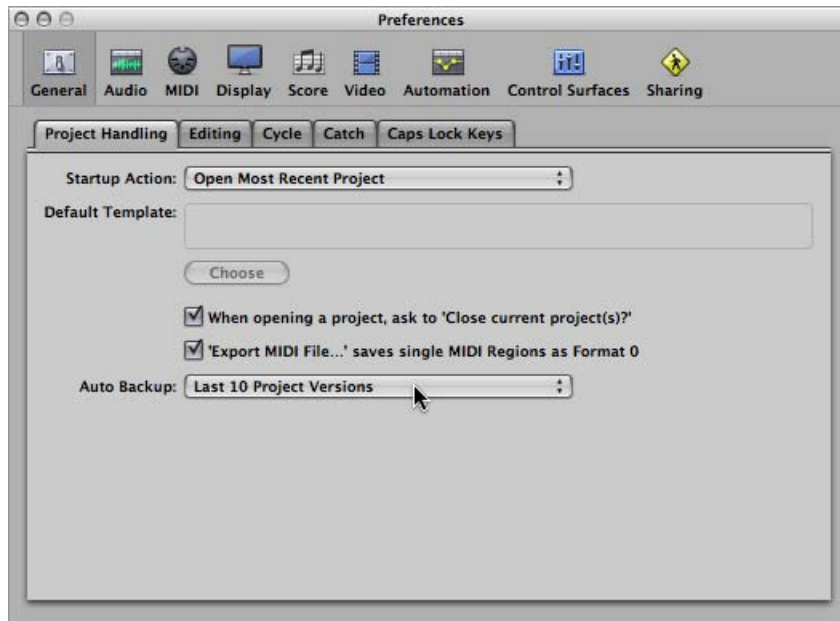 Preferences
General Audio MIDI Display Score Video Automation Control Surfaces Sharing
Project Handling Editing Cycle Catch Caps Lock Keys
Startup Action: Open Most Recent Project
Default Template:
Choose
When opening a project, ask to 'Close current project(s)?'
'Export MIDI File...' saves single MIDI Regions as Format 0
Auto Backup: Last 10 Project Versions